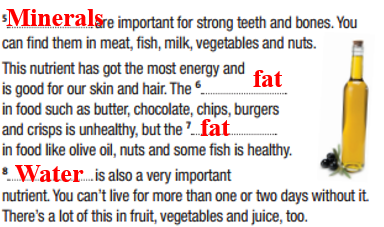 5 Minerals are important for strong teeth and bones. You
can find them in meat, fish, milk, vegetables and nuts.
This nutrient has got the most energy and
is good for our skin and hair. The 6 fat
in food such as butter, chocolate, chips, burgers
and crisps is unhealthy, but the 7 fat
in food like olive oil, nuts and some fish is healthy.
8 Water is also a very important
nutrient. You can't live for more than one or two days without it.
There's a lot of this in fruit, vegetables and juice, too.